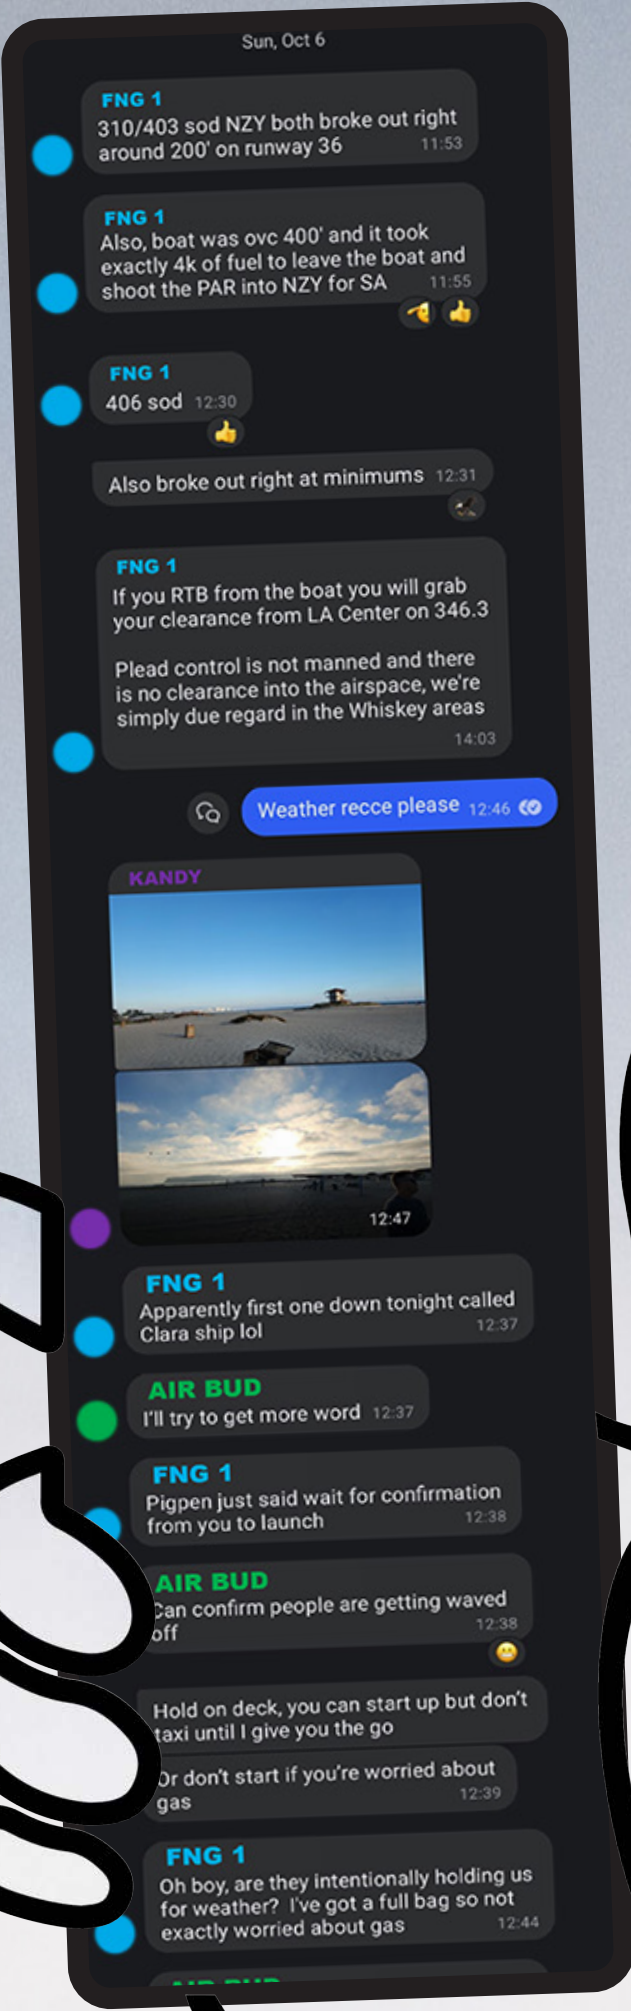 Sun, Oct 6
FNG 1
310/403 sod NZY both broke out right
around 200' on runway 36 11:53
FNG 1
Also, boat was ovc 400' and it took
exactly 4k of fuel to leave the boat and
shoot the PAR into NZY for SA 11:55
FNG 1
406 sod 12:30
Also broke out right at minimums 12:31
FNG 1
If you RTB from the boat you will grab
your clearance from LA Center on 346.3
Plead control is not manned and there
is no clearance into the airspace, we're
simply due regard in the Whiskey areas
14:03
Weather recce please 12:46
KANDY
12:47
FNG 1
Apparently first one down tonight called
Clara ship lol 12:37
AIR BUD
I'll try to get more word 12:37
FNG 1
Pigpen just said wait for confirmation
from you to launch 12:38
AIR BUD
Can confirm people are getting waved
off 12:38
Hold on deck, you can start up but don't
taxi until I give you the go
Or don't start if you're worried about
gas 12:39
FNG 1
Oh boy, are they intentionally holding us
for weather? I've got a full bag so not
exactly worried about gas 12:44
AIR BUD